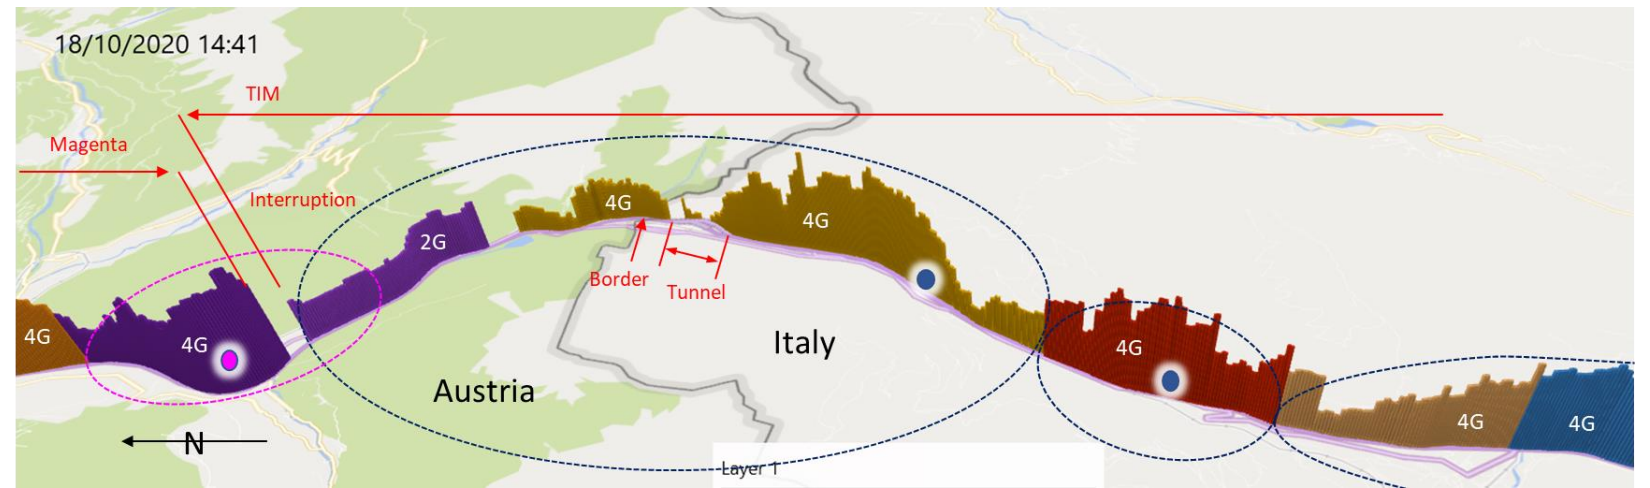 18/10/2020 14:41
TIM
Magenta
Interruption
4G
4G
2G
4G
4G
Border
Tunnel
4G
4G
4G
Italy
Austria
N
Layer 1